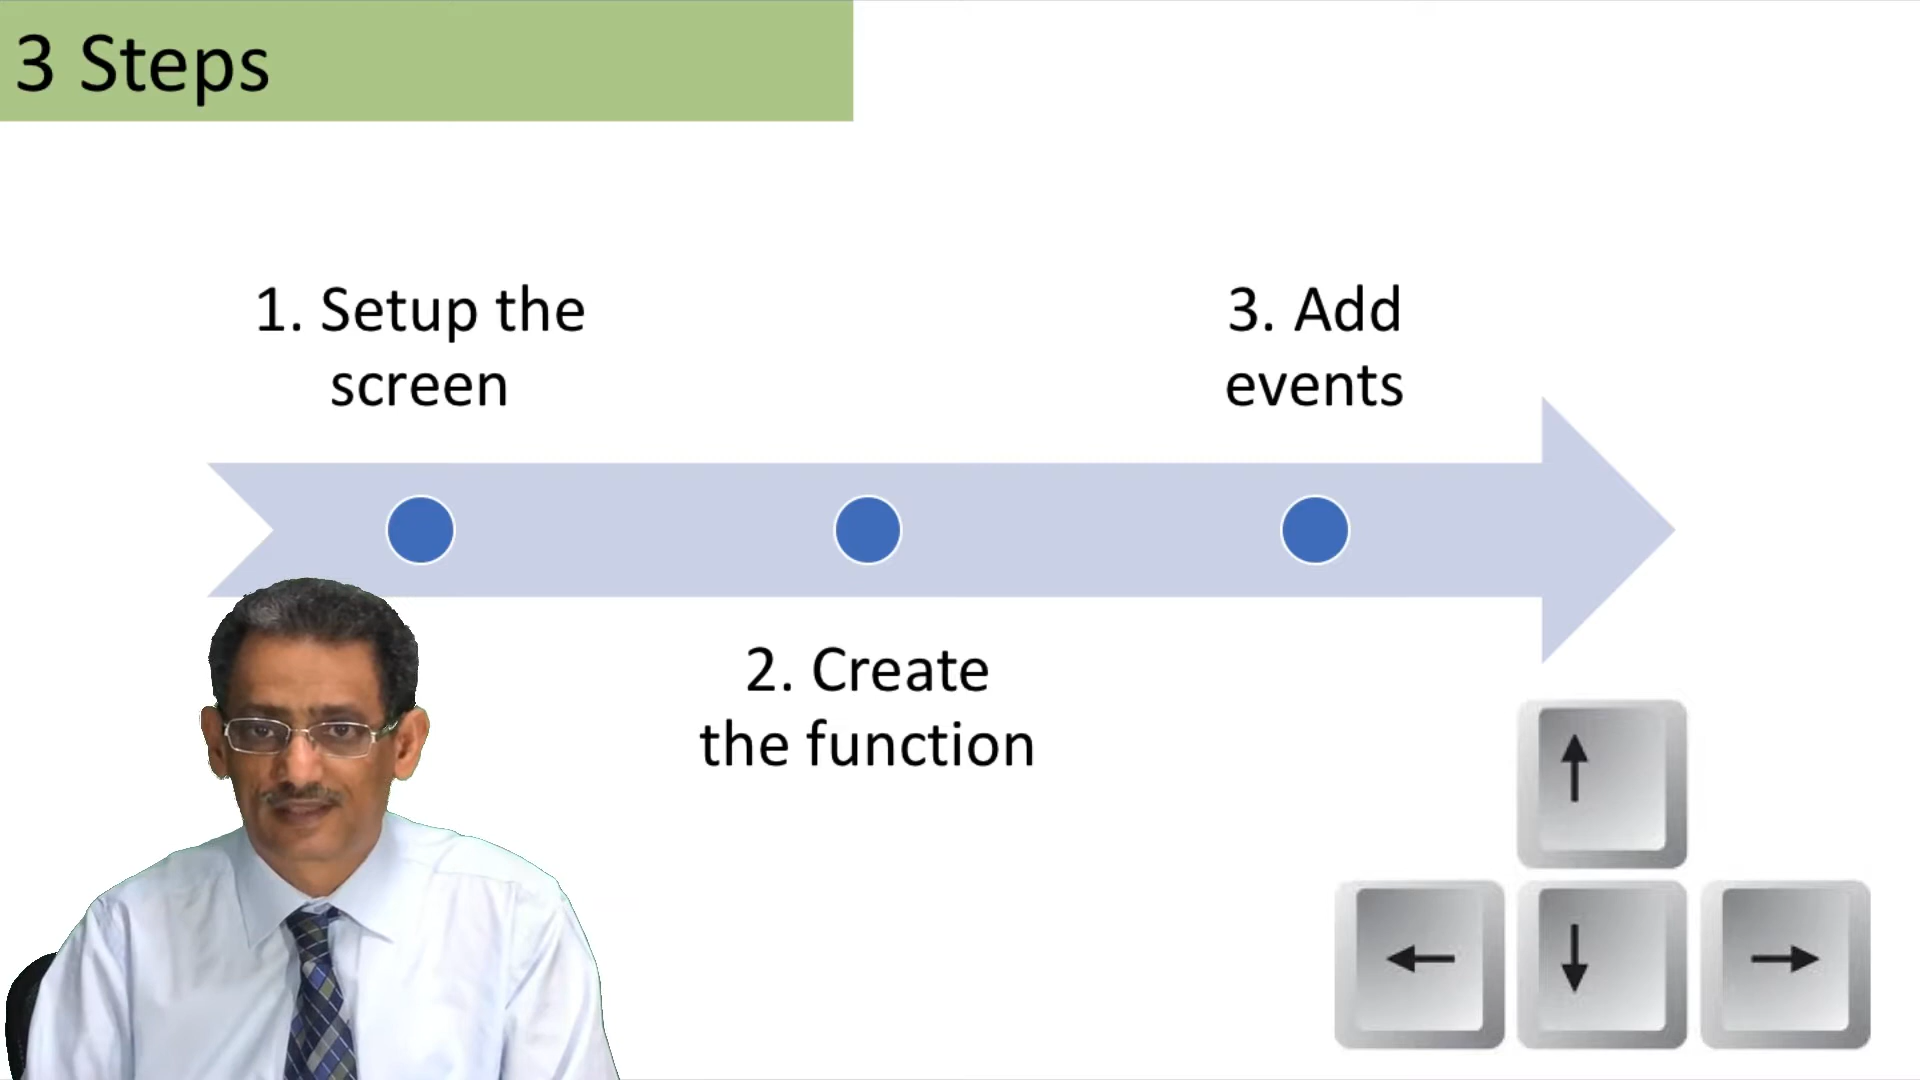 3 Steps
1. Setup the
screen
2. Create
the function
3. Add
events